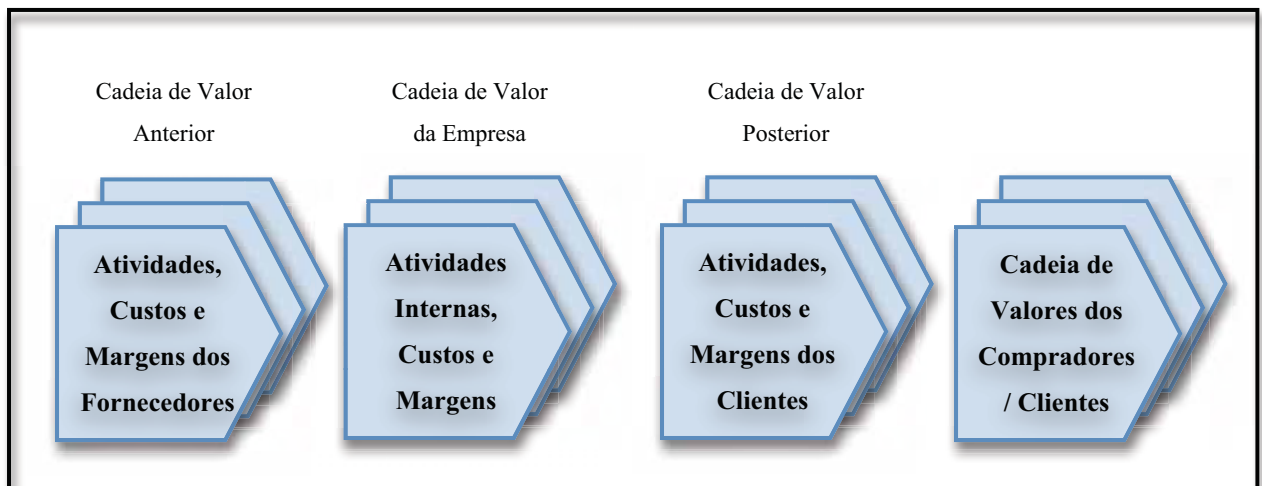 Cadeia de Valor
Anterior
Cadeia de Valor
da Empresa
Cadeia de Valor
Posterior
Atividades,
Custos e
Margens dos
Fornecedores
Atividades
Internas,
Custos e
Margens
Atividades,
Custos e
Margens dos
Clientes
Cadeia de
Valores dos
Compradores
/ Clientes